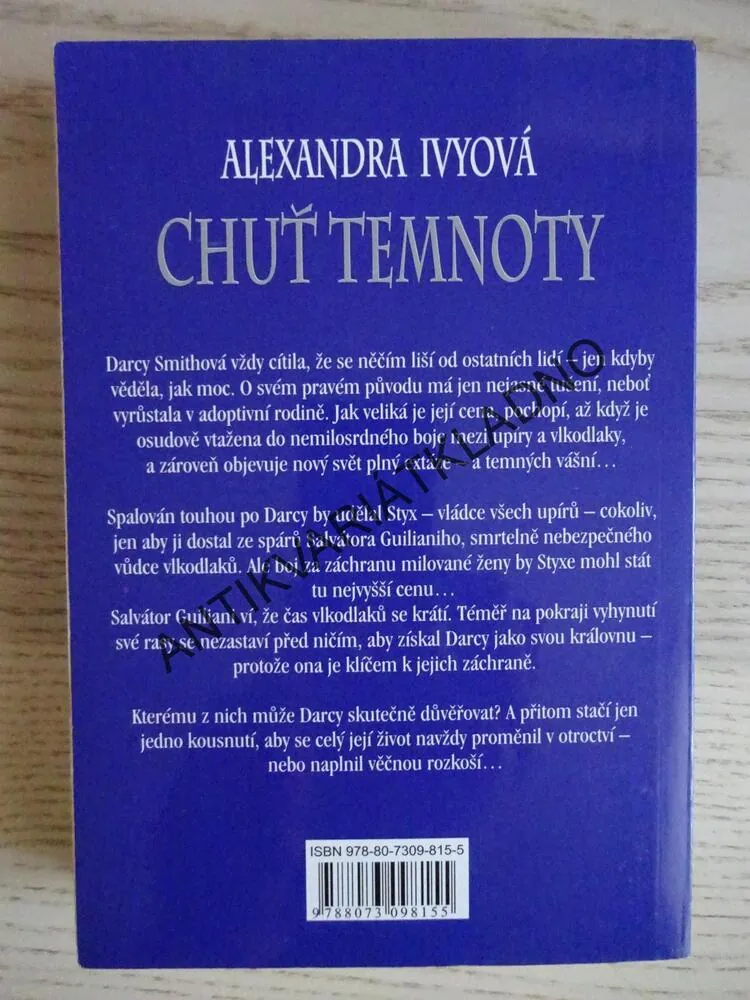 ALEXANDRA IVYOVÁ
CHUŤ TEMNOTY
Darcy Smithová vždy cítila, že se něčím liší od ostatních lidí – jen kdyby
věděla, jak moc. O svém pravém původu má jen nejasné tušení, neboť
vyrůstala v adoptivní rodině. Jak veliká je její cena, pochopí, až když je
osudově vtažena do nemilosrdného boje mezi upíry a vlkodlaky,
a zároveň objevuje nový svět plný extáze – a temných vášní…
Spalován touhou po Darcy by udělal Styx – vládce všech upírů – cokoliv,
jen aby ji dostal ze spárů Salvátora Guilianiho, smrtelně nebezpečného
vůdce vlkodlaků. Ale boj za záchranu milované ženy by Styxe mohl stát
tu nejvyšší cenu…
Salvátor Guiliani ví, že čas vlkodlaků se krátí. Téměř na pokraji vyhynutí
své rasy se nezastaví před ničím, aby získal Darcy jako svou královnu –
protože ona je klíčem k jejich záchraně.
Kterému z nich může Darcy skutečně důvěřovat? A přitom stačí jen
jedno kousnutí, aby se celý její život navždy proměnil v otroctví –
nebo naplnil věčnou rozkoší…
ISBN 978-80-7309-815-5
9 788073 098155
ANTIKVARIÁTKLADNO